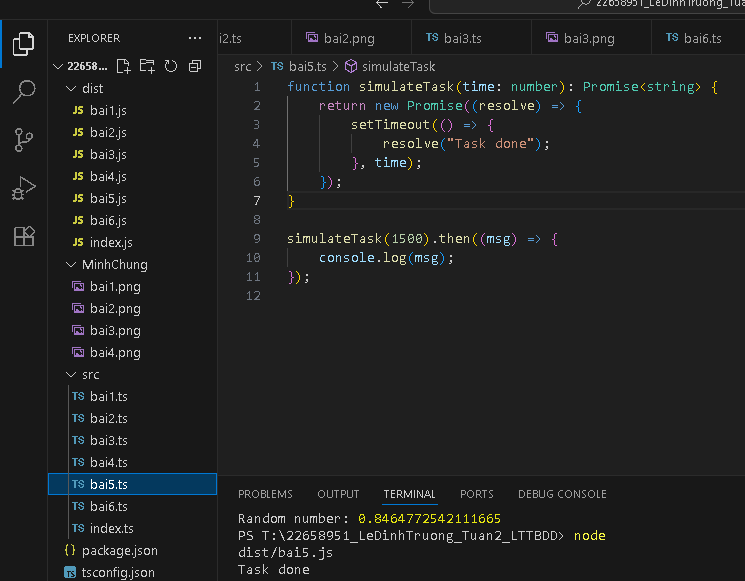 22658951_LeDinhTruong_Tuan
EXPLORER
i2.ts
bai2.png
TS bai3.ts
bai3.png
TS bai6.ts
22658...
src > TS bai5.ts > simulateTask
dist
JS bai1.js
JS bai2.js
JS bai3.js
JS bai4.js
JS bai5.js
JS bai6.js
JS index.js
MinhChung
bai1.png
bai2.png
bai3.png
bai4.png
src
TS bai1.ts
TS bai2.ts
TS bai3.ts
TS bai4.ts
TS bai5.ts
TS bai6.ts
TS index.ts
{} package.json
TS tsconfig.json
1 function simulateTask(time: number): Promise<string> {
2 return new Promise((resolve) => {
3 setTimeout(() => {
4 resolve("Task done");
5 }, time);
6 });
7 }
8
9 simulateTask(1500).then((msg) => {
10 console.log(msg);
11 });
12
PROBLEMS OUTPUT TERMINAL PORTS DEBUG CONSOLE
Random number: 0.8464772542111665
PS T:\22658951_LeDinhTruong_Tuan2_LTTBDD> node
dist/bai5.js
Task done